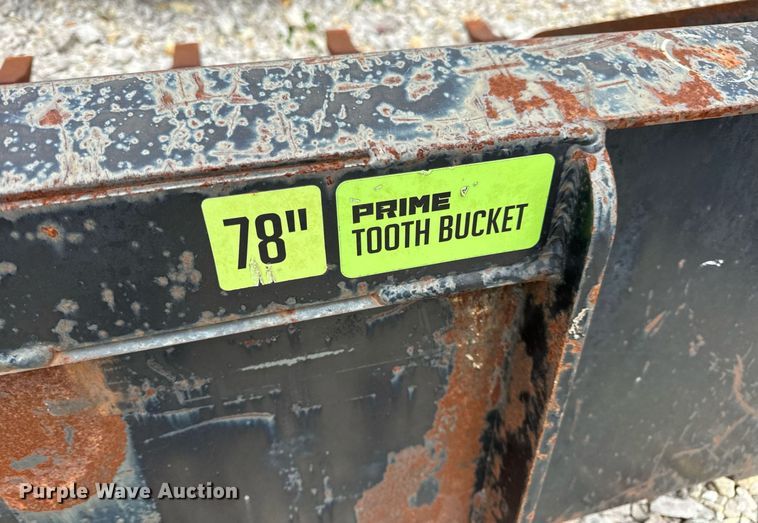 78"
PRIME
TOOTH BUCKET
Purple Wave Auction